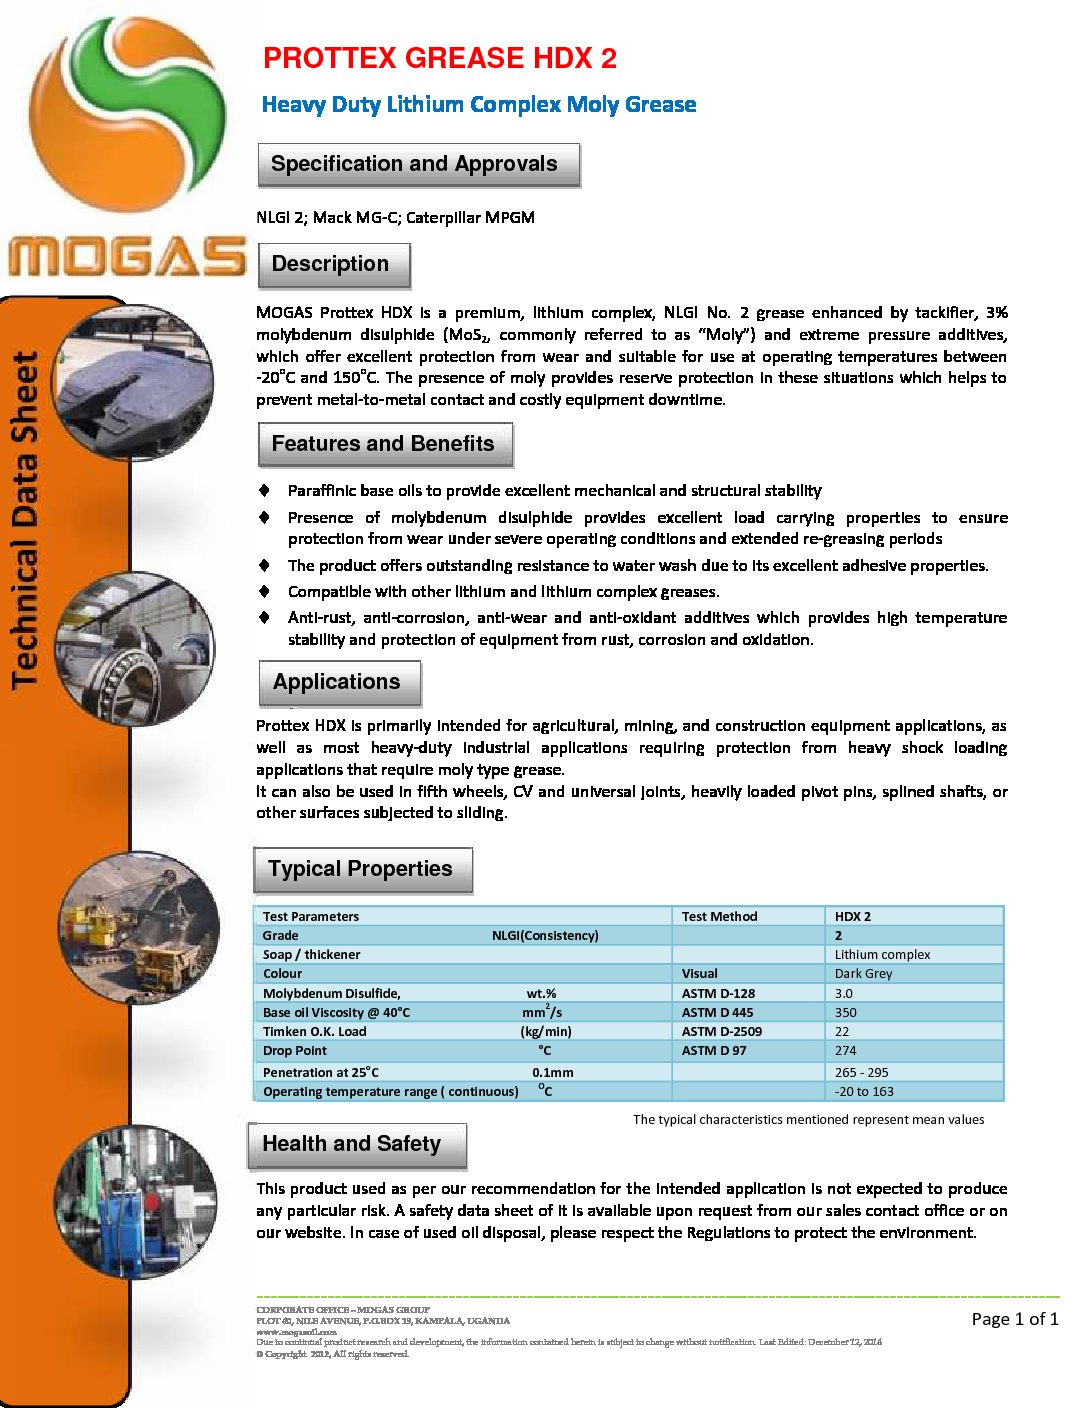 PROTTEX GREASE HDX 2
Heavy Duty Lithium Complex Moly Grease
Specification and Approvals
NLGI 2; Mack MG-C; Caterpillar MPGM
MOGAS
Description
MOGAS Prottex HDX is a premium, lithium complex, NLGI No. 2 grease enhanced by tackifier, 3%
molybdenum disulphide (MoS₂, commonly referred to as “Moly”) and extreme pressure additives,
which offer excellent protection from wear and suitable for use at operating temperatures between
-20°C and 150°C. The presence of moly provides reserve protection in these situations which helps to
prevent metal-to-metal contact and costly equipment downtime.
Technical Data Sheet
Features and Benefits
♦ Paraffinic base oils to provide excellent mechanical and structural stability
♦ Presence of molybdenum disulphide provides excellent load carrying properties to ensure
protection from wear under severe operating conditions and extended re-greasing periods
♦ The product offers outstanding resistance to water wash due to its excellent adhesive properties.
♦ Compatible with other lithium and lithium complex greases.
♦ Anti-rust, anti-corrosion, anti-wear and anti-oxidant additives which provides high temperature
stability and protection of equipment from rust, corrosion and oxidation.
Applications
Prottex HDX is primarily intended for agricultural, mining, and construction equipment applications, as
well as most heavy-duty industrial applications requiring protection from heavy shock loading
applications that require moly type grease.
It can also be used in fifth wheels, CV and universal joints, heavily loaded pivot pins, splined shafts, or
other surfaces subjected to sliding.
Typical Properties
Test Parameters Test Method HDX 2
Grade NLGI(Consistency) 2
Soap / thickener Lithium complex
Colour Visual Dark Grey
Molybdenum Disulfide, wt.% ASTM D-128 3.0
Base oil Viscosity @ 40°C mm²/s ASTM D 445 350
Timken O.K. Load (kg/min) ASTM D-2509 22
Drop Point °C ASTM D 97 274
Penetration at 25°C 0.1mm 265 - 295
Operating temperature range ( continuous) °C -20 to 163
The typical characteristics mentioned represent mean values
Health and Safety
This product used as per our recommendation for the intended application is not expected to produce
any particular risk. A safety data sheet of it is available upon request from our sales contact office or on
our website. In case of used oil disposal, please respect the Regulations to protect the environment.
CORPORATE OFFICE – MOGAS GROUP
PLOT 40, NILE AVENUE, P.O.BOX 19, KAMPALA, UGANDA
www.mogasoil.com
Due to continual product research and development, the information contained herein is subject to change without notification. Last Edited: December 12, 2014
© Copyright 2012, All rights reserved.
Page 1 of 1